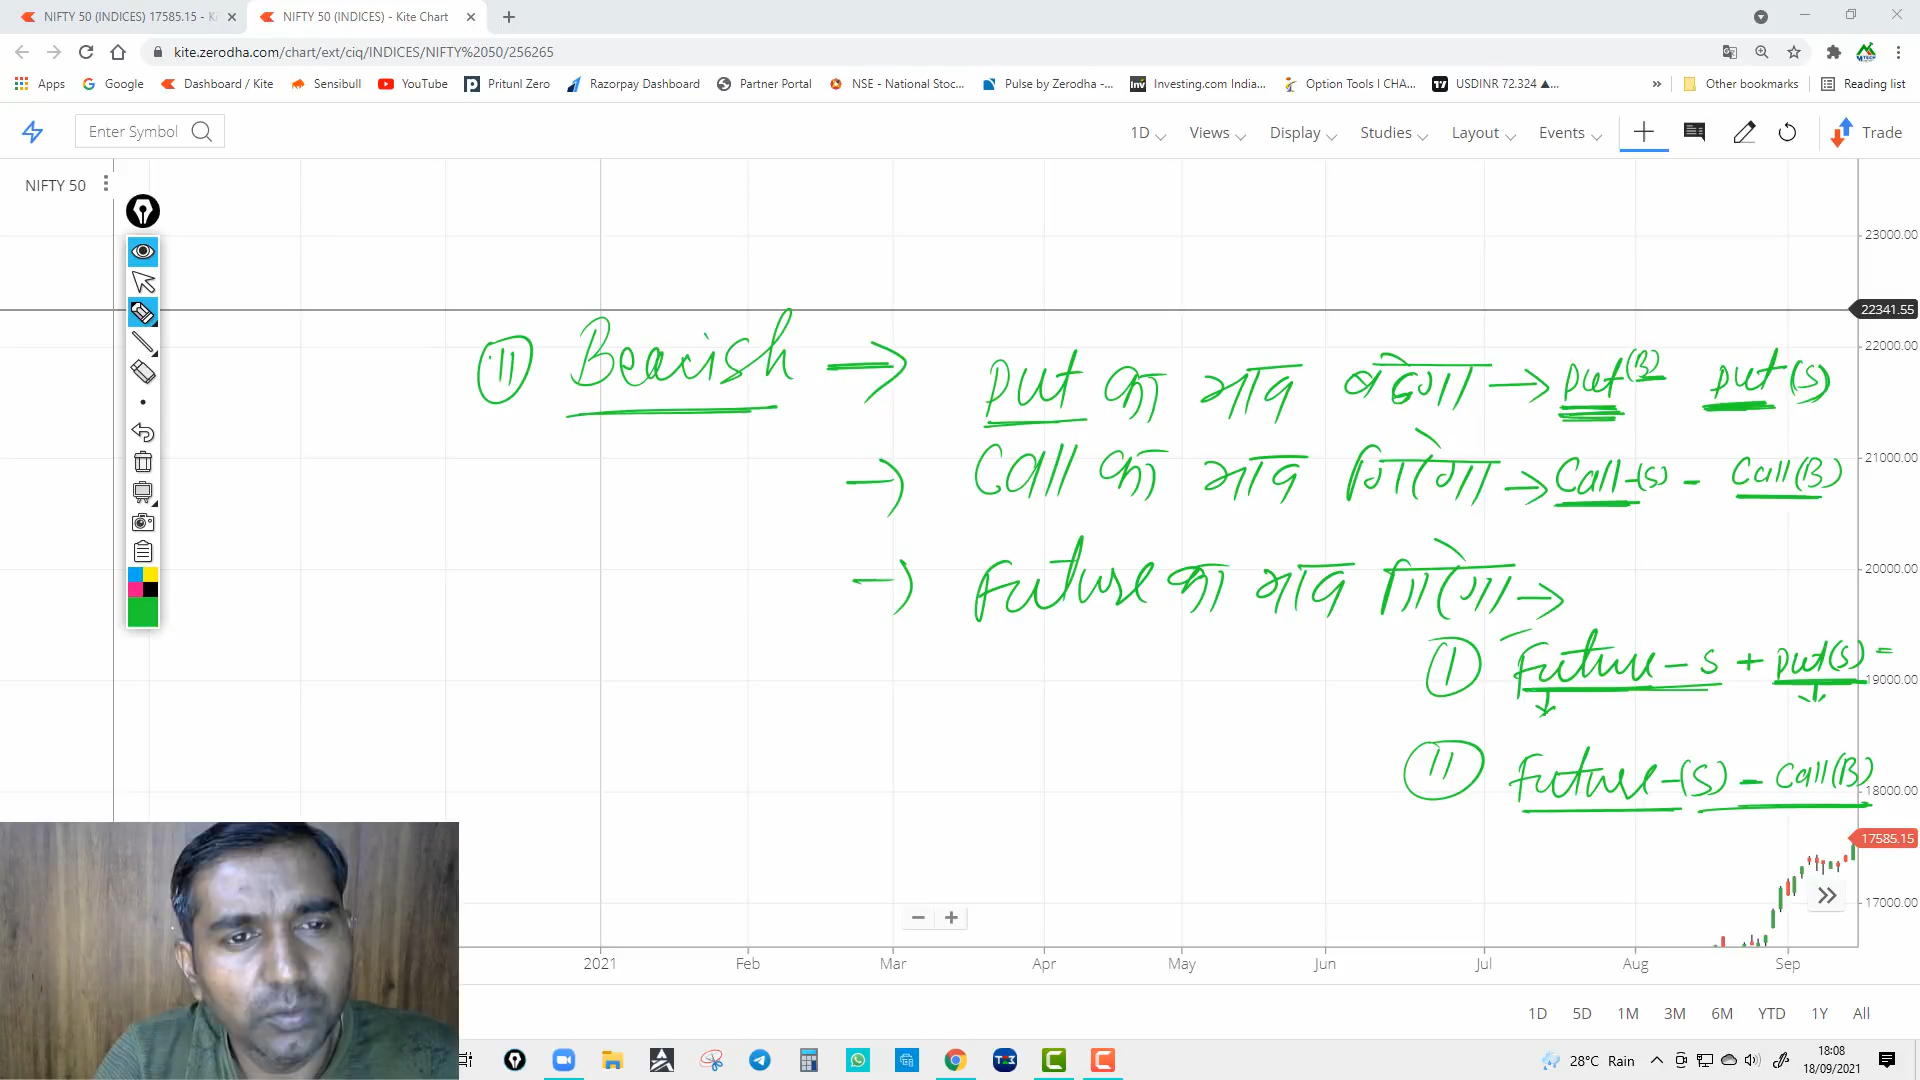 NIFTY 50 (INDICES) 17585.15 - Ki
NIFTY 50 (INDICES) - Kite Chart
kite.zerodha.com/chart/ext/ciq/INDICES/NIFTY%2050/256265
Apps Google Dashboard / Kite Sensibull YouTube Pritunl Zero Razorpay Dashboard Partner Portal NSE - National Stoc... Pulse by Zerodha -... Investing.com India... Option Tools I CHA... USDINR 72.324 ▲... » Other bookmarks Reading list
Enter Symbol 1D Views Display Studies Layout Events Trade
NIFTY 50
23000.00
22341.55
22000.00
II Bearish ⇒ Put का भाव बढेगा → Put(B) Put(S)
21000.00
→ Call का भाव गिरेगा → Call-(S) - Call(B)
20000.00
→ Future का भाव गिरेगा →
I Future - S + Put(S) =
19000.00
II Future-(S) - Call(B)
18000.00
17585.15
17000.00
2021 Feb Mar Apr May Jun Jul Aug Sep
1D 5D 1M 3M 6M YTD 1Y All
28°C Rain 18:08
18/09/2021